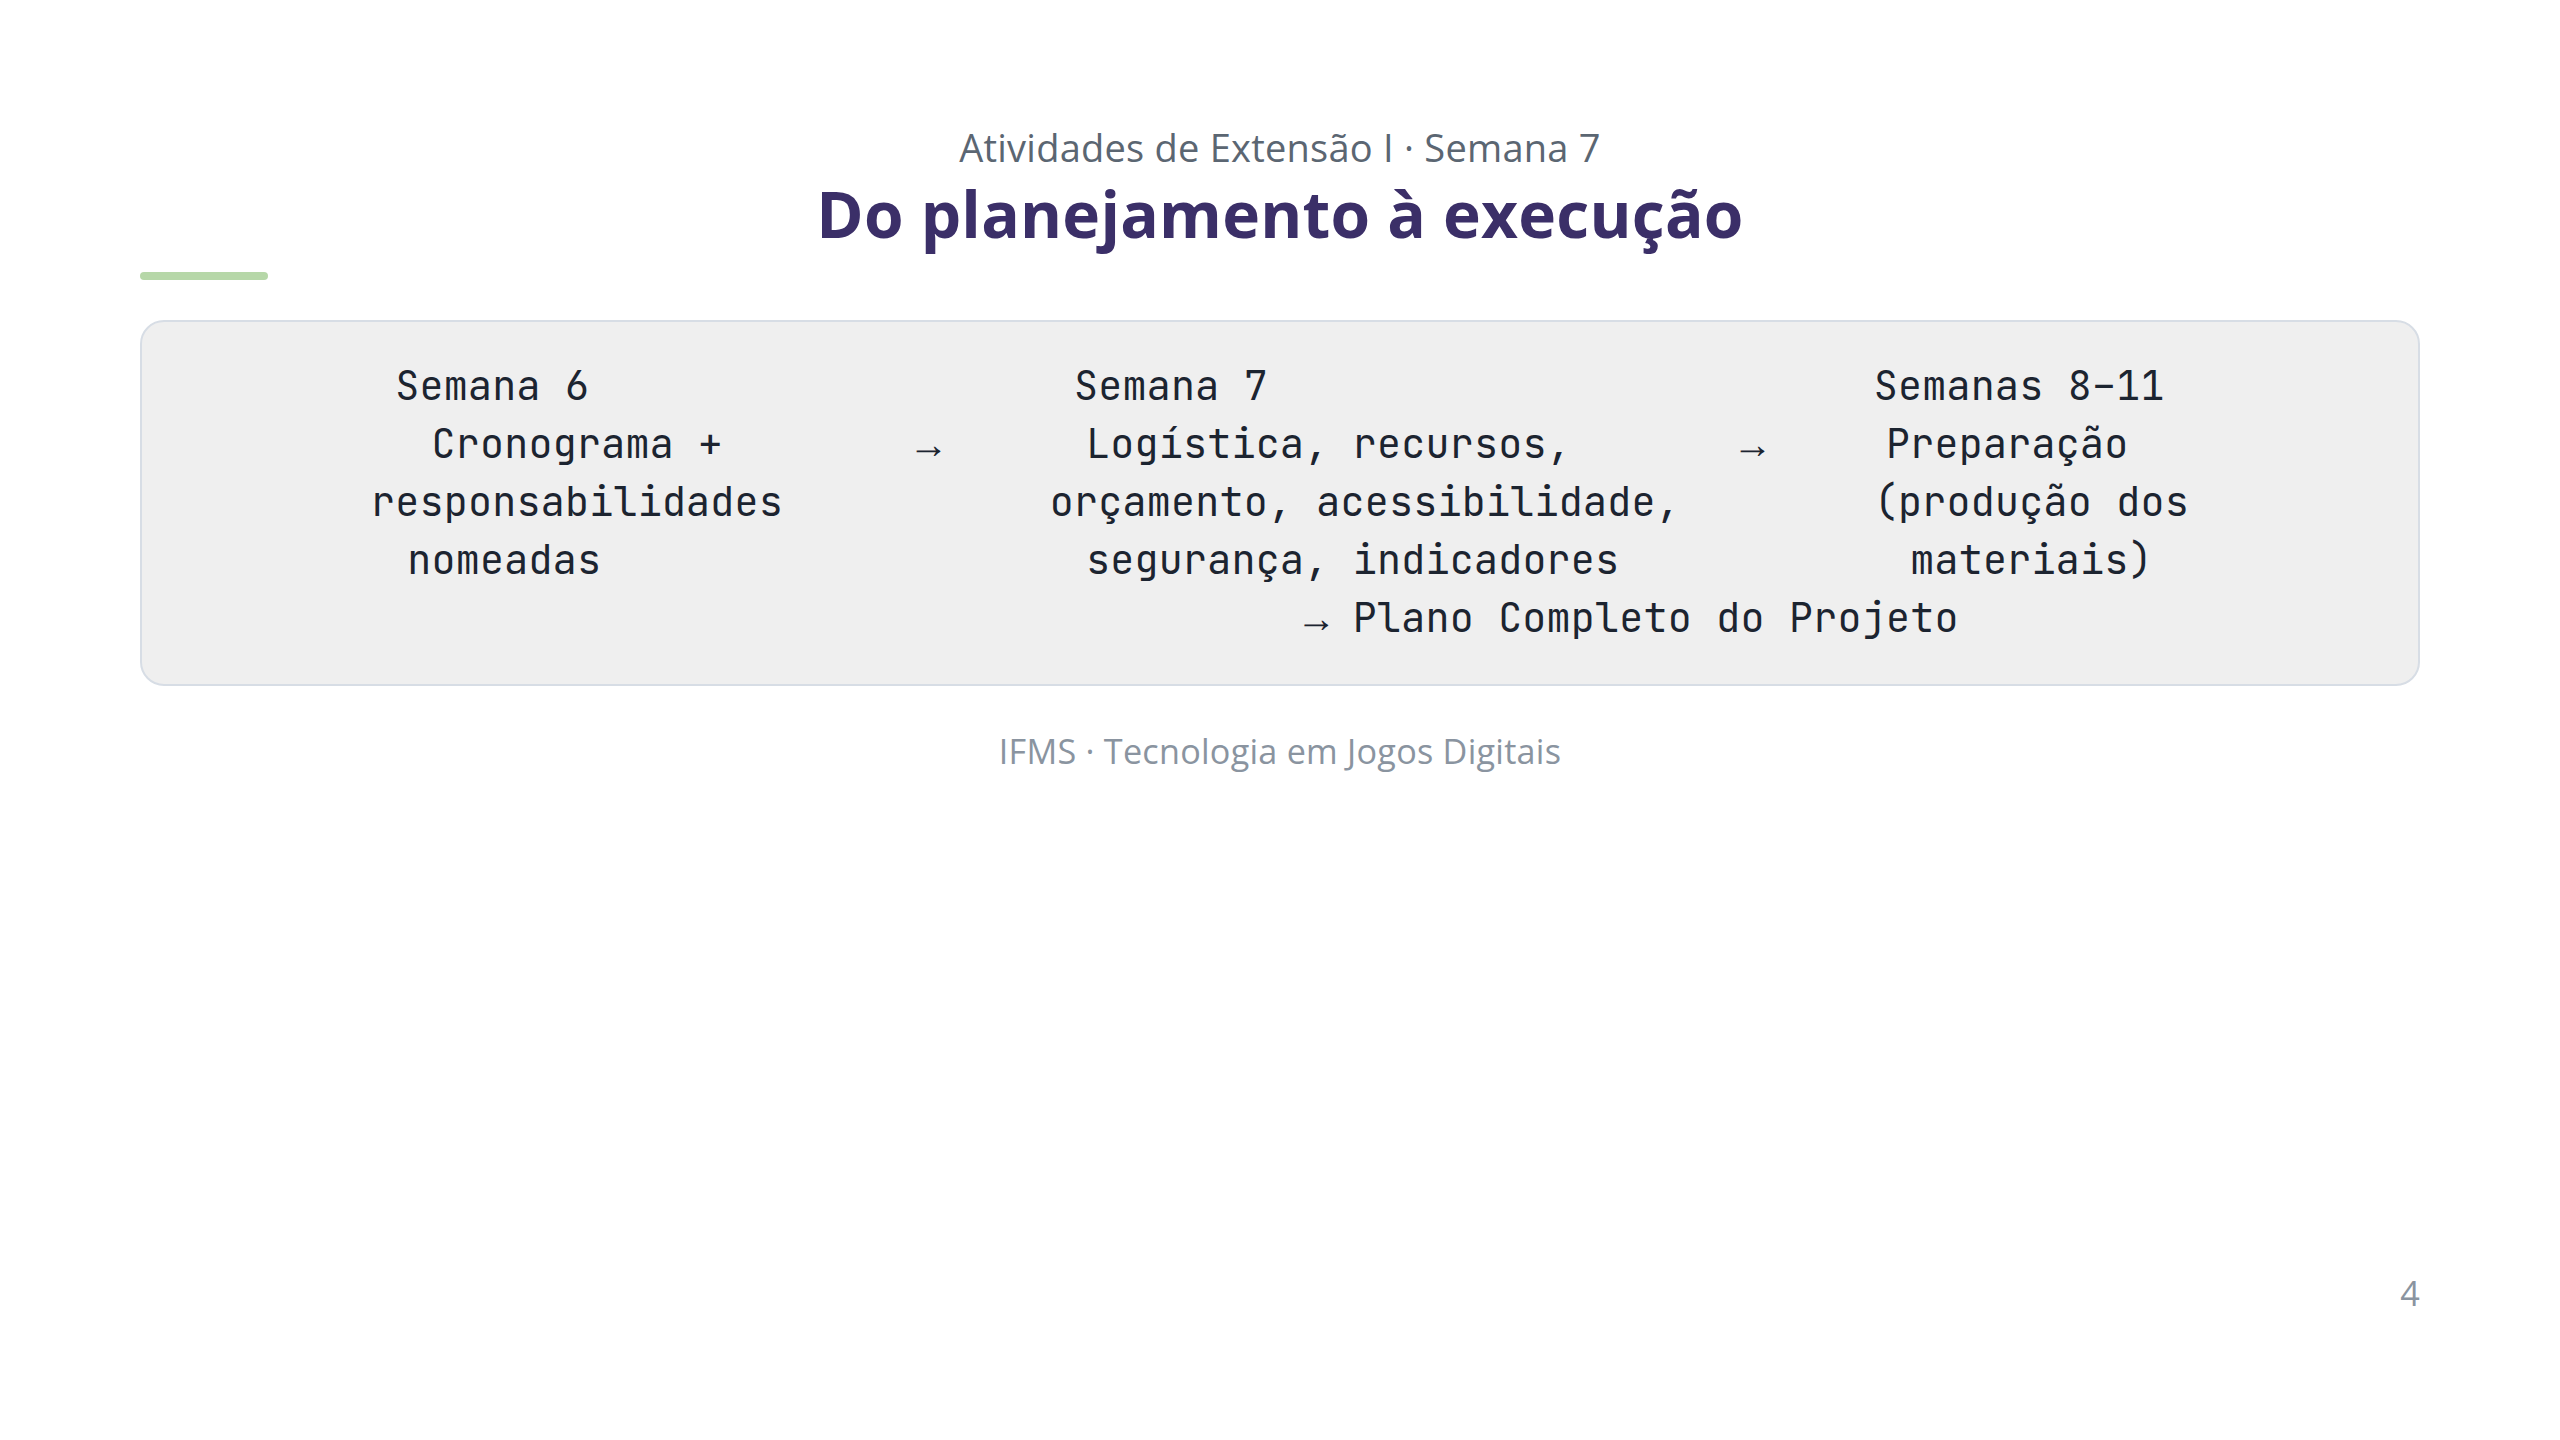 Atividades de Extensão I · Semana 7
Do planejamento à execução
Semana 6 Semana 7 Semanas 8–11
Cronograma + → Logística, recursos, → Preparação
responsabilidades orçamento, acessibilidade, (produção dos
nomeadas segurança, indicadores materiais)
→ Plano Completo do Projeto
IFMS · Tecnologia em Jogos Digitais
4